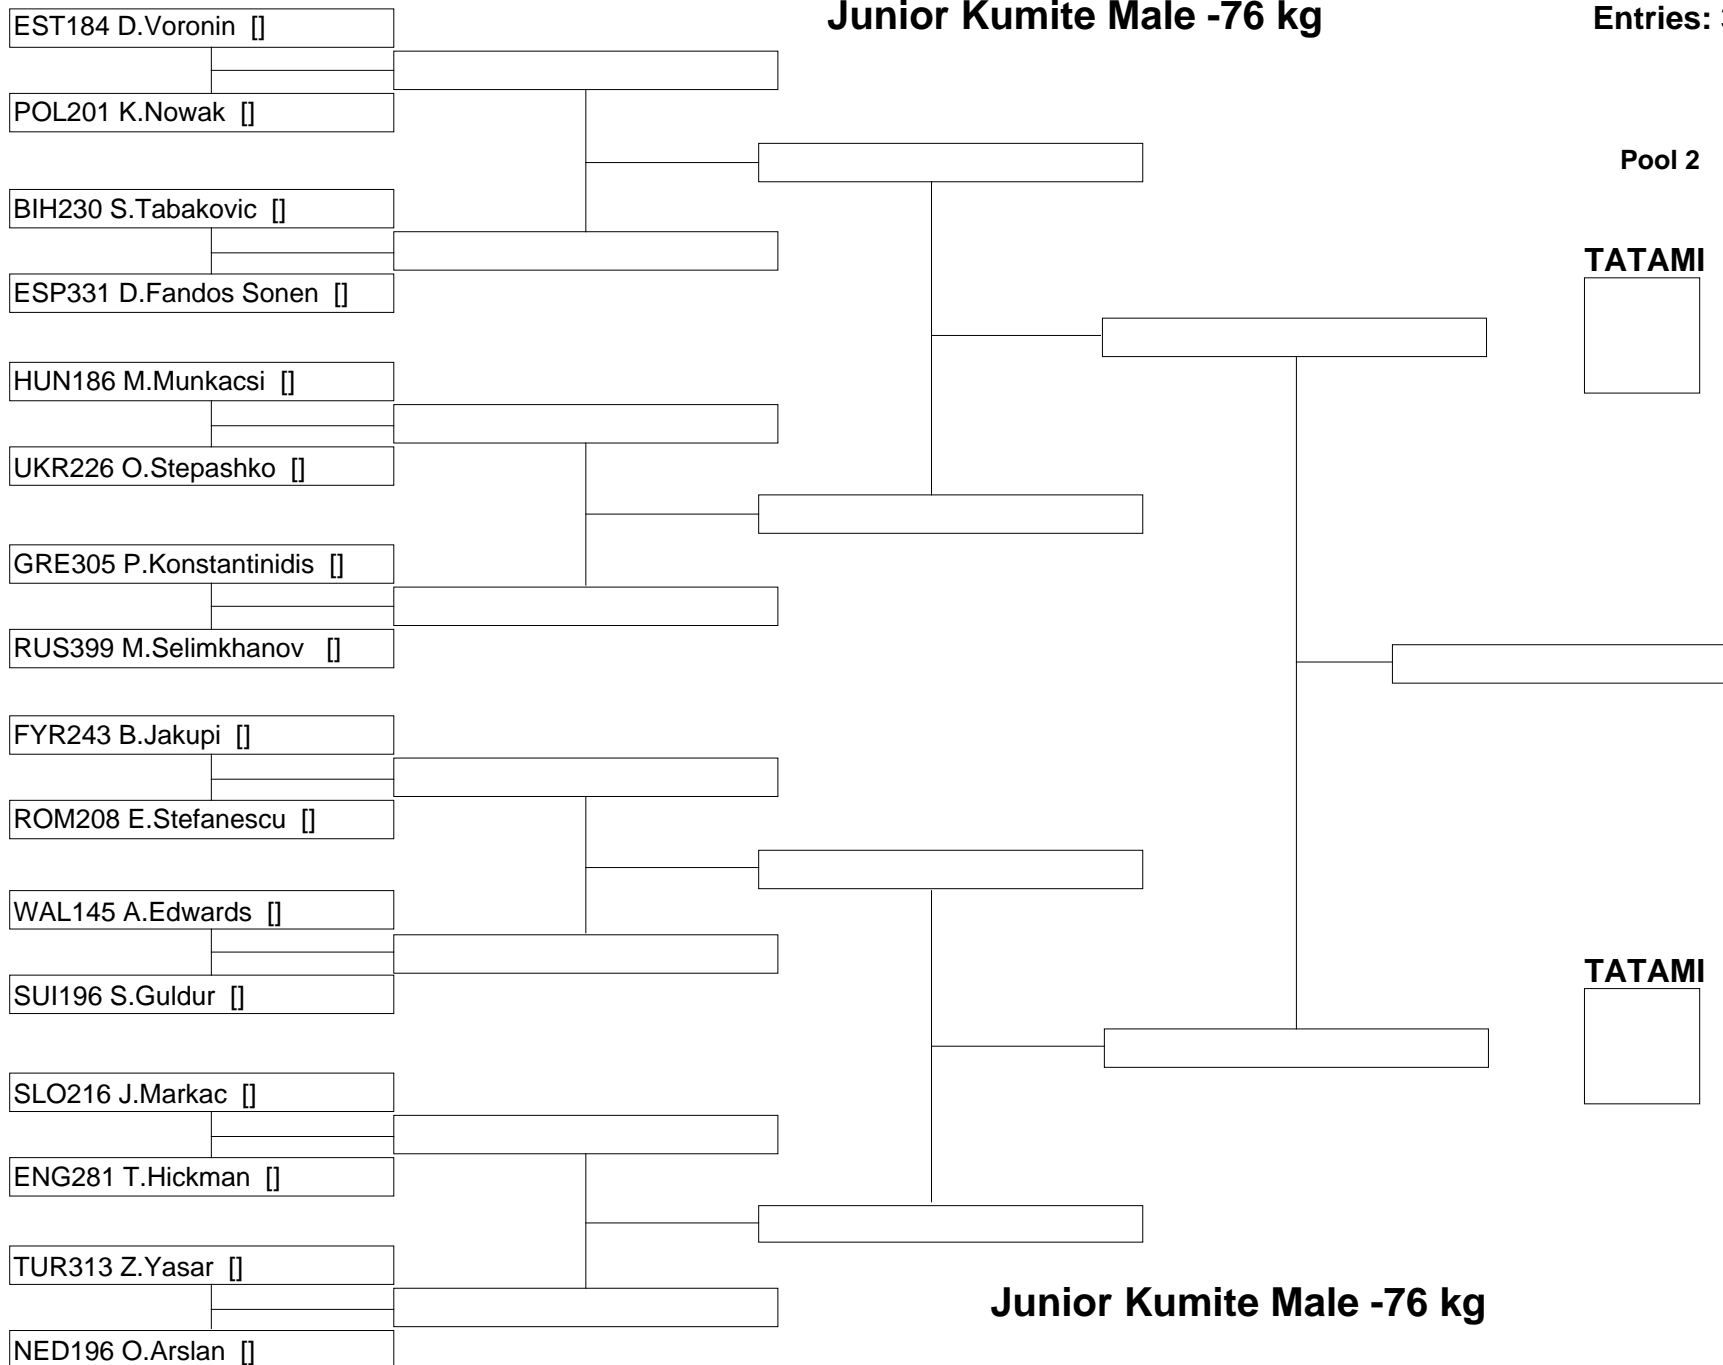 Junior Kumite Male -76 kg
Entries:
Pool 2
EST184 D.Voronin []
POL201 K.Nowak []
BIH230 S.Tabakovic []
TATAMI
ESP331 D.Fandos Sonen []
HUN186 M.Munkacsi []
UKR226 O.Stepashko []
GRE305 P.Konstantinidis []
RUS399 M.Selimkhanov []
FYR243 B.Jakupi []
ROM208 E.Stefanescu []
WAL145 A.Edwards []
TATAMI
SUI196 S.Guldur []
SLO216 J.Markac []
ENG281 T.Hickman []
TUR313 Z.Yasar []
Junior Kumite Male -76 kg
NED196 O.Arslan []